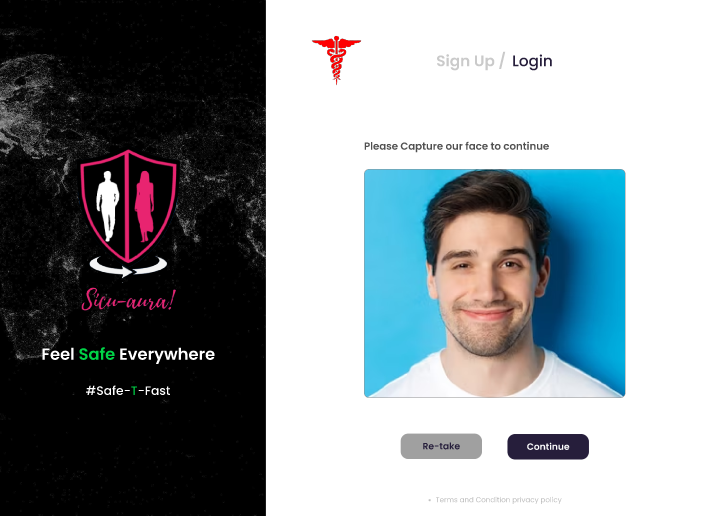 Sign Up / Login
Please Capture our face to continue
Sicu-aura!
Feel Safe Everywhere
#Safe-T-Fast
Re-take
Continue
• Terms and Condition privacy policy